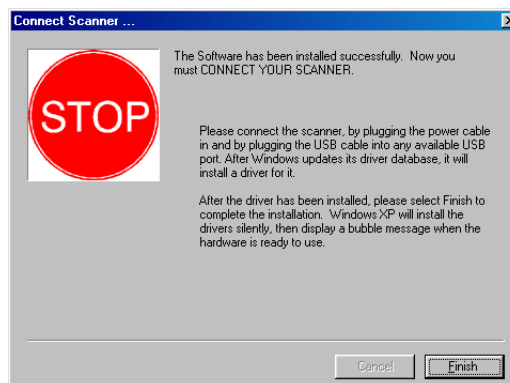 Connect Scanner ...
The Software has been installed successfully. Now you
must CONNECT YOUR SCANNER.
STOP
Please connect the scanner, by plugging the power cable
in and by plugging the USB cable into any available USB
port. After Windows updates its driver database, it will
install a driver for it.
After the driver has been installed, please select Finish to
complete the installation. Windows XP will install the
drivers silently, then display a bubble message when the
hardware is ready to use.
Cancel
Finish